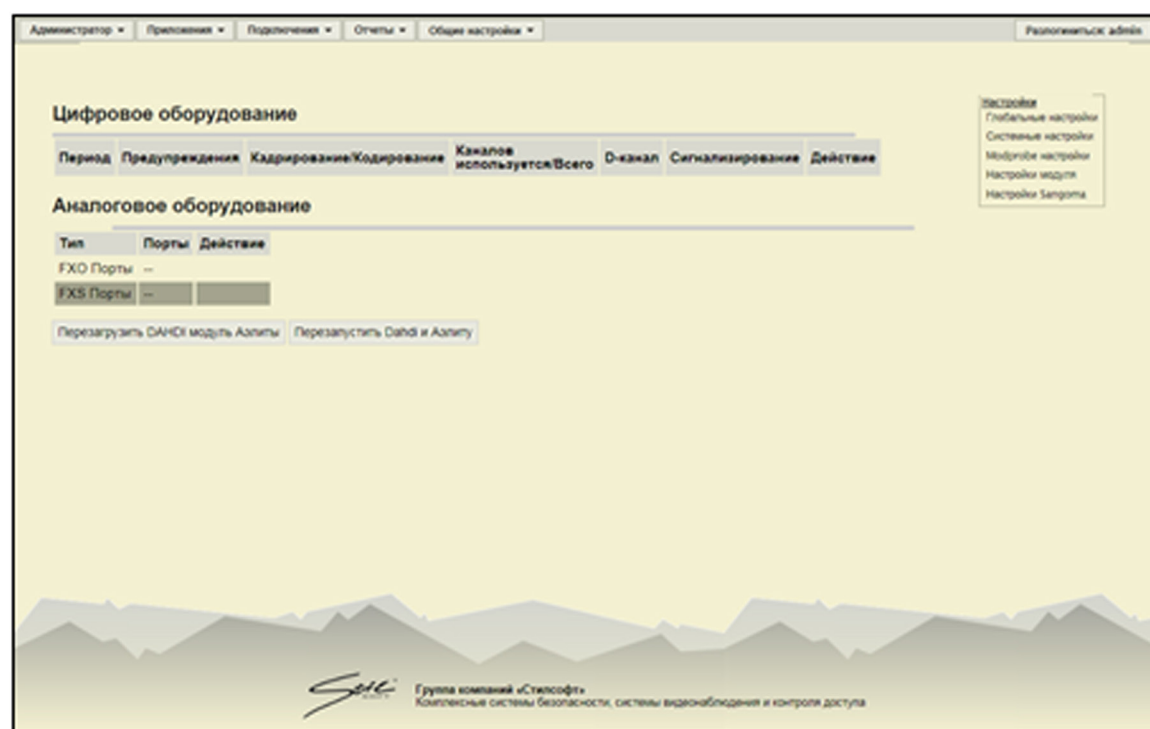 Администратор Приложения Подключения Отчеты Общие настройки Разлогиниться: admin
Цифровое оборудование
Период Предупреждения Кадрирование/Кодирование Каналов используется/Всего D-канал Сигнализирование Действие
Аналоговое оборудование
Тип Порты Действие
FXO Порты --
FXS Порты --
Перезагрузить DAHDI модуль Аэлиты Перезапустить Dahdi и Аэлиту
Настройки
Глобальные настройки
Системные настройки
Modprobe настройки
Настройки модуля
Настройки Sangoma
Группа компаний «Стилсофт»
Комплексные системы безопасности, системы видеонаблюдения и контроля доступа